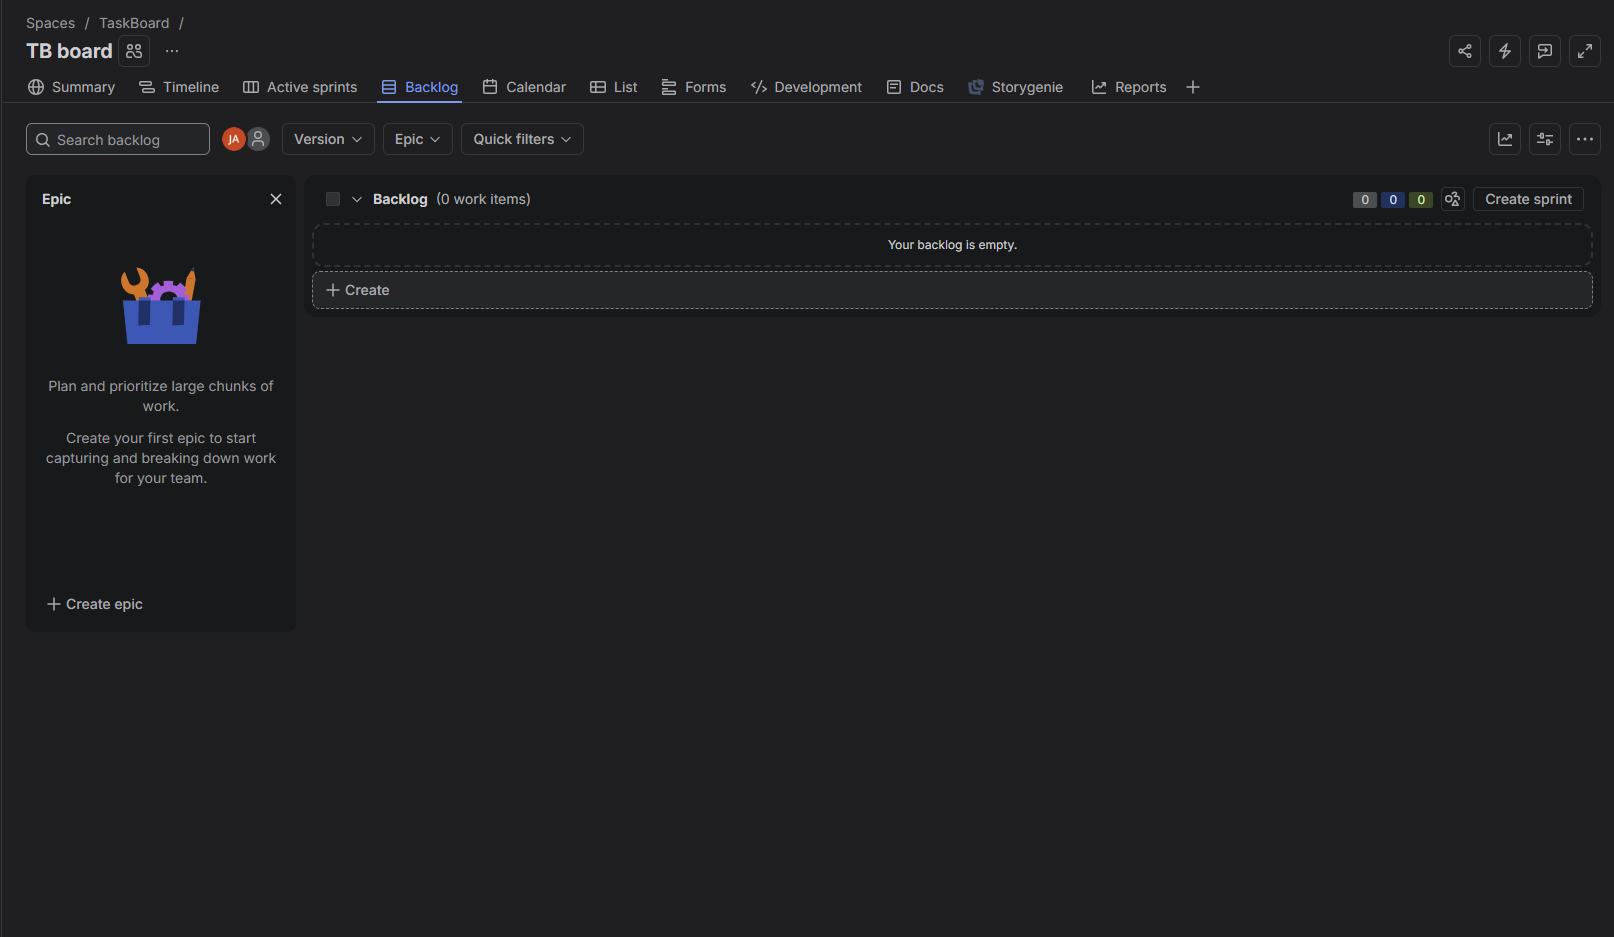 Spaces / TaskBoard /
TB board
Summary Timeline Active sprints Backlog Calendar List Forms Development Docs Storygenie Reports
Search backlog JA Version Epic Quick filters
Epic
Backlog (0 work items) 0 0 0 Create sprint
Your backlog is empty.
Create
Plan and prioritize large chunks of
work.
Create your first epic to start
capturing and breaking down work
for your team.
Create epic